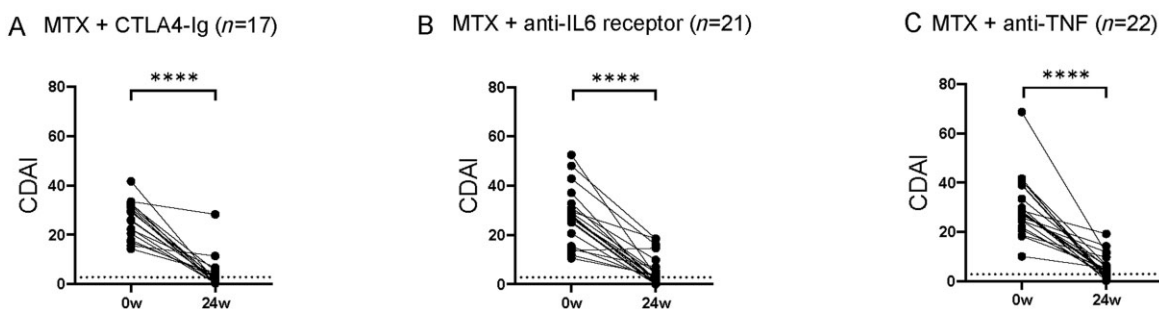 A MTX + CTLA4-Ig (n=17)
B MTX + anti-IL6 receptor (n=21)
C MTX + anti-TNF (n=22)
CDAI
80
60
40
20
0
****
0w 24w
CDAI
80
60
40
20
0
****
0w 24w
CDAI
80
60
40
20
0
****
0w 24w